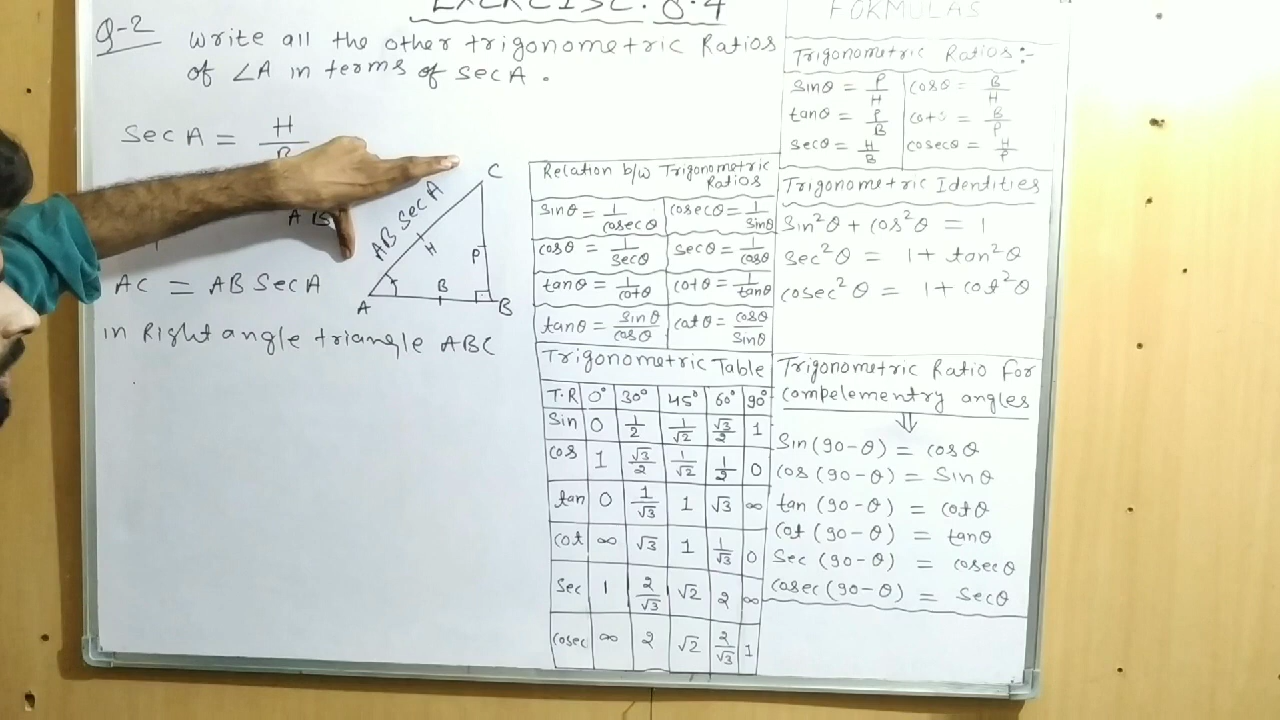 EXERCISE. 8.4
Q-2 Write all the other trigonometric Ratios
of ∠A in terms of sec A.
Sec A = H
AB
AC = AB Sec A
in Right angle triangle ABC
C
AB Sec A
H
P
B
A
B
Relation b/w Trigonometric
Ratios
sinθ = 1/cosecθ cosecθ = 1/sinθ
cosθ = 1/secθ secθ = 1/cosθ
tanθ = 1/cotθ cotθ = 1/tanθ
tanθ = sinθ/cosθ catθ = cosθ/sinθ
Trigonometric Table
T.R 0° 30° 45° 60° 90°
Sin 0 1/2 1/√2 √3/2 1
cos 1 √3/2 1/√2 1/2 0
tan 0 1/√3 1 √3 ∞
cot ∞ √3 1 1/√3 0
Sec 1 2/√3 √2 2 ∞
cosec ∞ 2 √2 2/√3 1
FORMULAS
Trigonometric Ratios :-
sinθ = P/H cosθ = B/H
tanθ = P/B cotθ = B/P
secθ = H/B cosecθ = H/P
Trigonometric Identities
Sin²θ + cos²θ = 1
sec²θ = 1 + tan²θ
cosec²θ = 1 + cot²θ
Trigonometric Ratio for
compelementry angles
⇓
Sin (90-θ) = cosθ
cos (90-θ) = Sinθ
tan (90-θ) = cotθ
Cot (90-θ) = tanθ
Sec (90-θ) = cosecθ
cosec (90-θ) = secθ